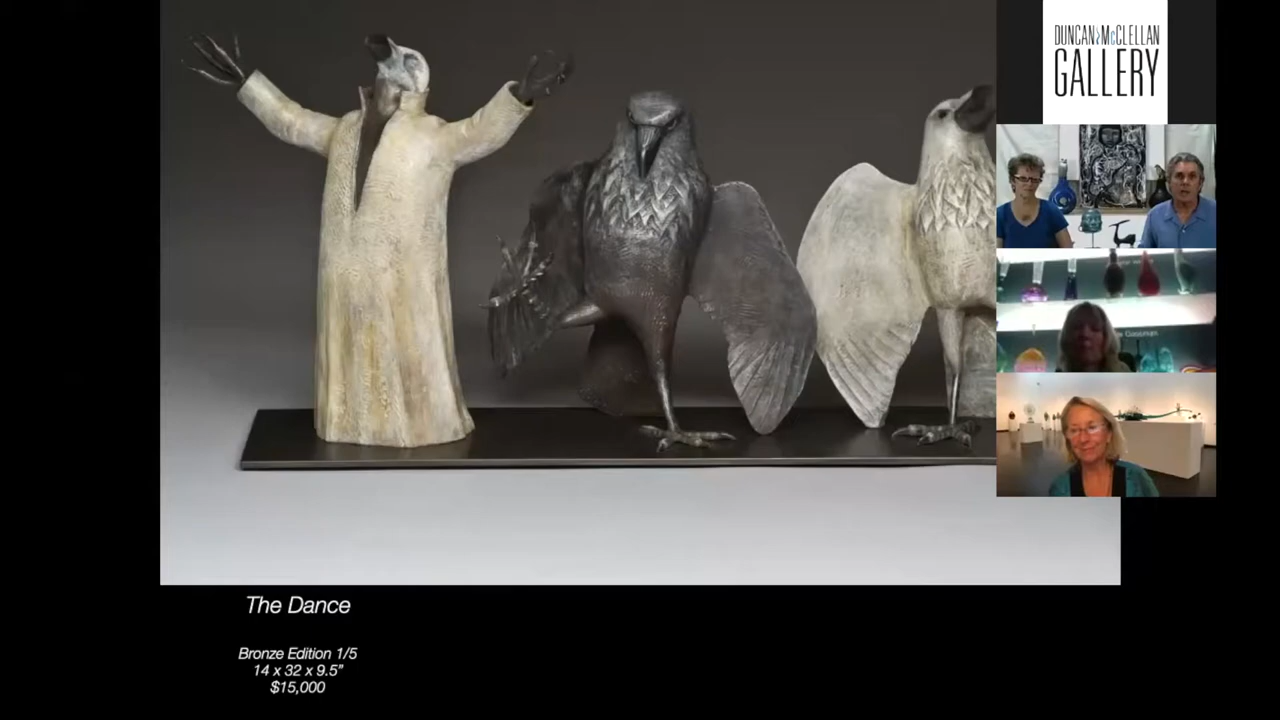 DUNCAN McCLELLAN
GALLERY
The Dance
Bronze Edition 1/5
14 x 32 x 9.5”
$15,000